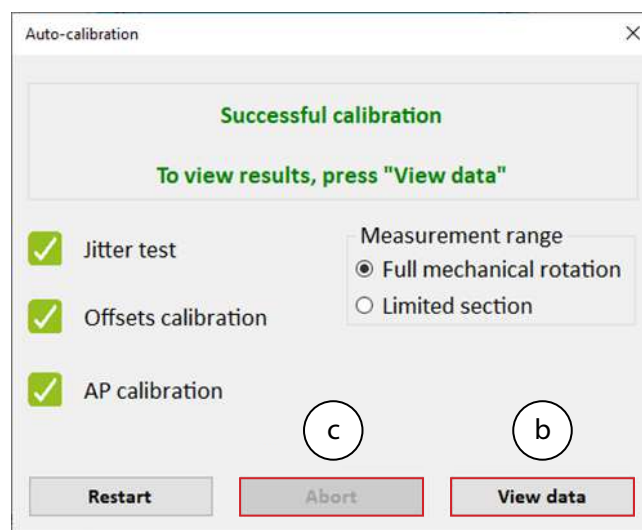 Auto-calibration
Successful calibration
To view results, press "View data"
Jitter test
Offsets calibration
AP calibration
Measurement range
Full mechanical rotation
Limited section
c
b
Restart
Abort
View data